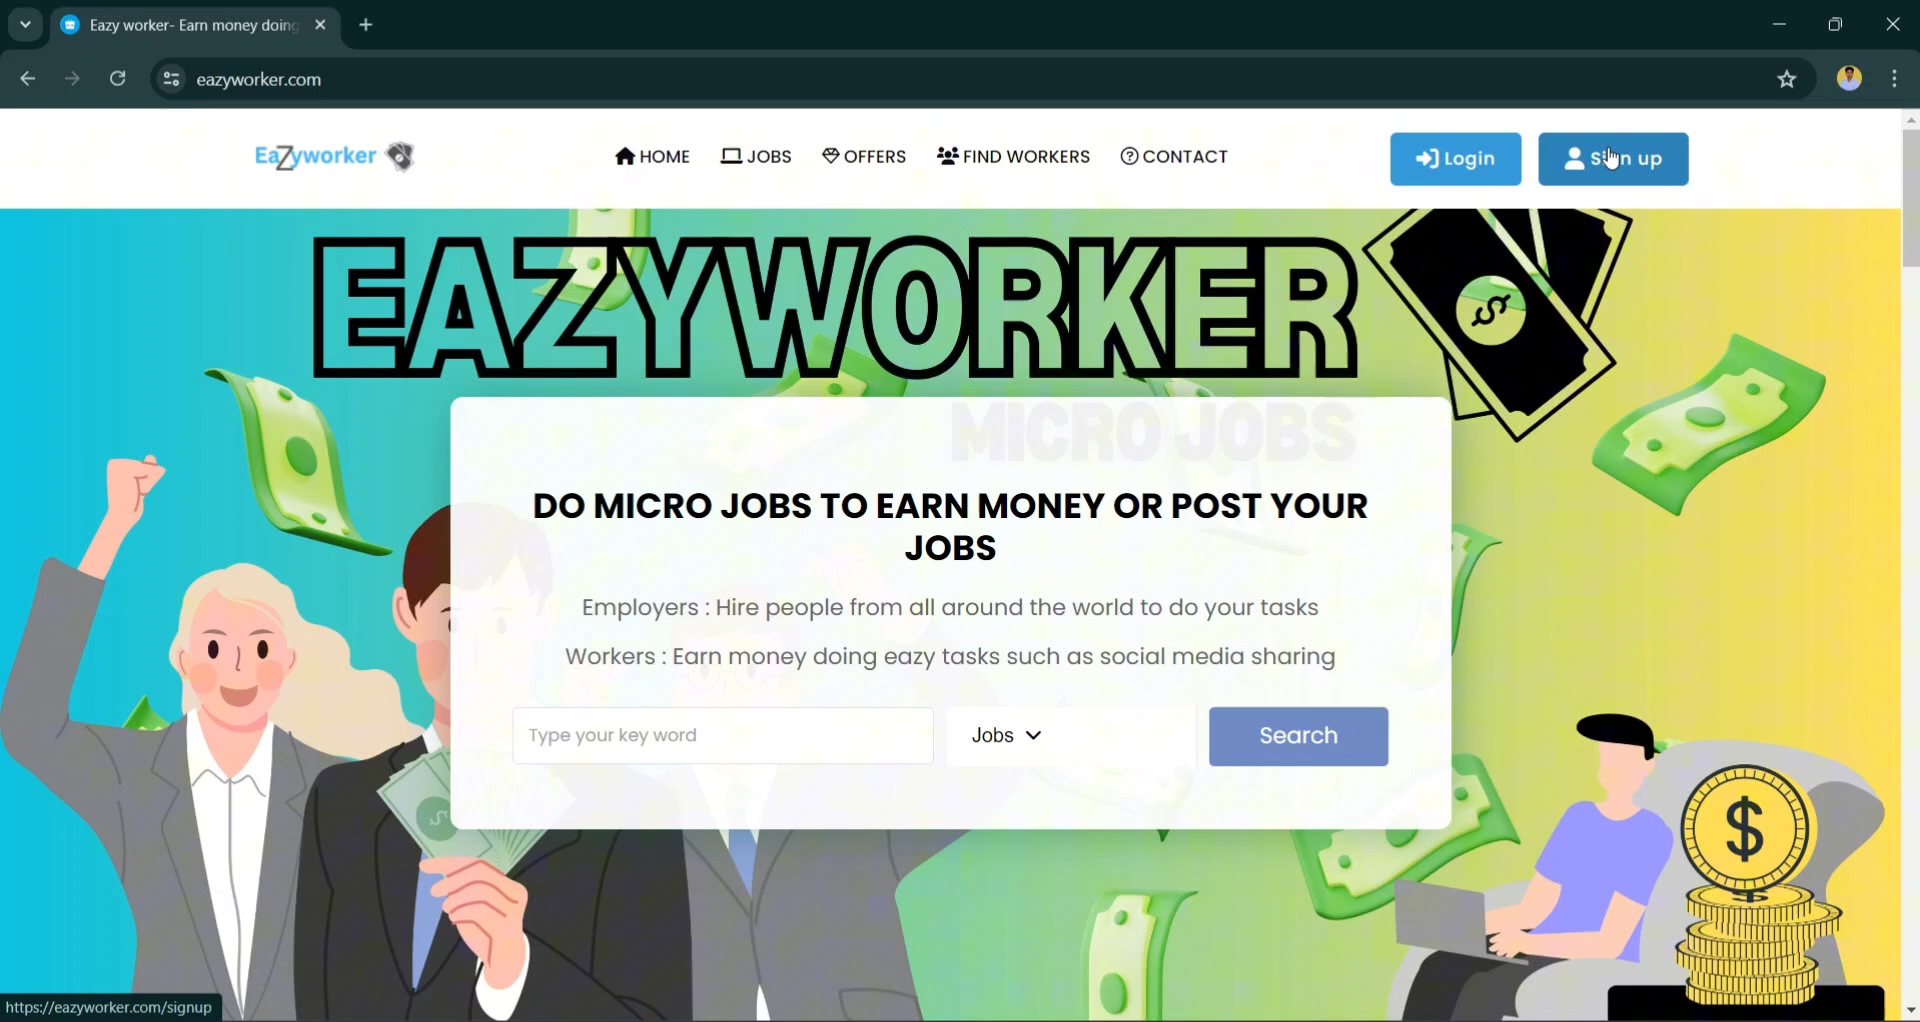 Eazy worker- Earn money doing
eazyworker.com
Eazyworker
HOME
JOBS
OFFERS
FIND WORKERS
CONTACT
Login
Sign up
EAZYWORKER
MICRO JOBS
DO MICRO JOBS TO EARN MONEY OR POST YOUR
JOBS
Employers : Hire people from all around the world to do your tasks
Workers : Earn money doing eazy tasks such as social media sharing
Type your key word
Jobs
Search
https://eazyworker.com/signup